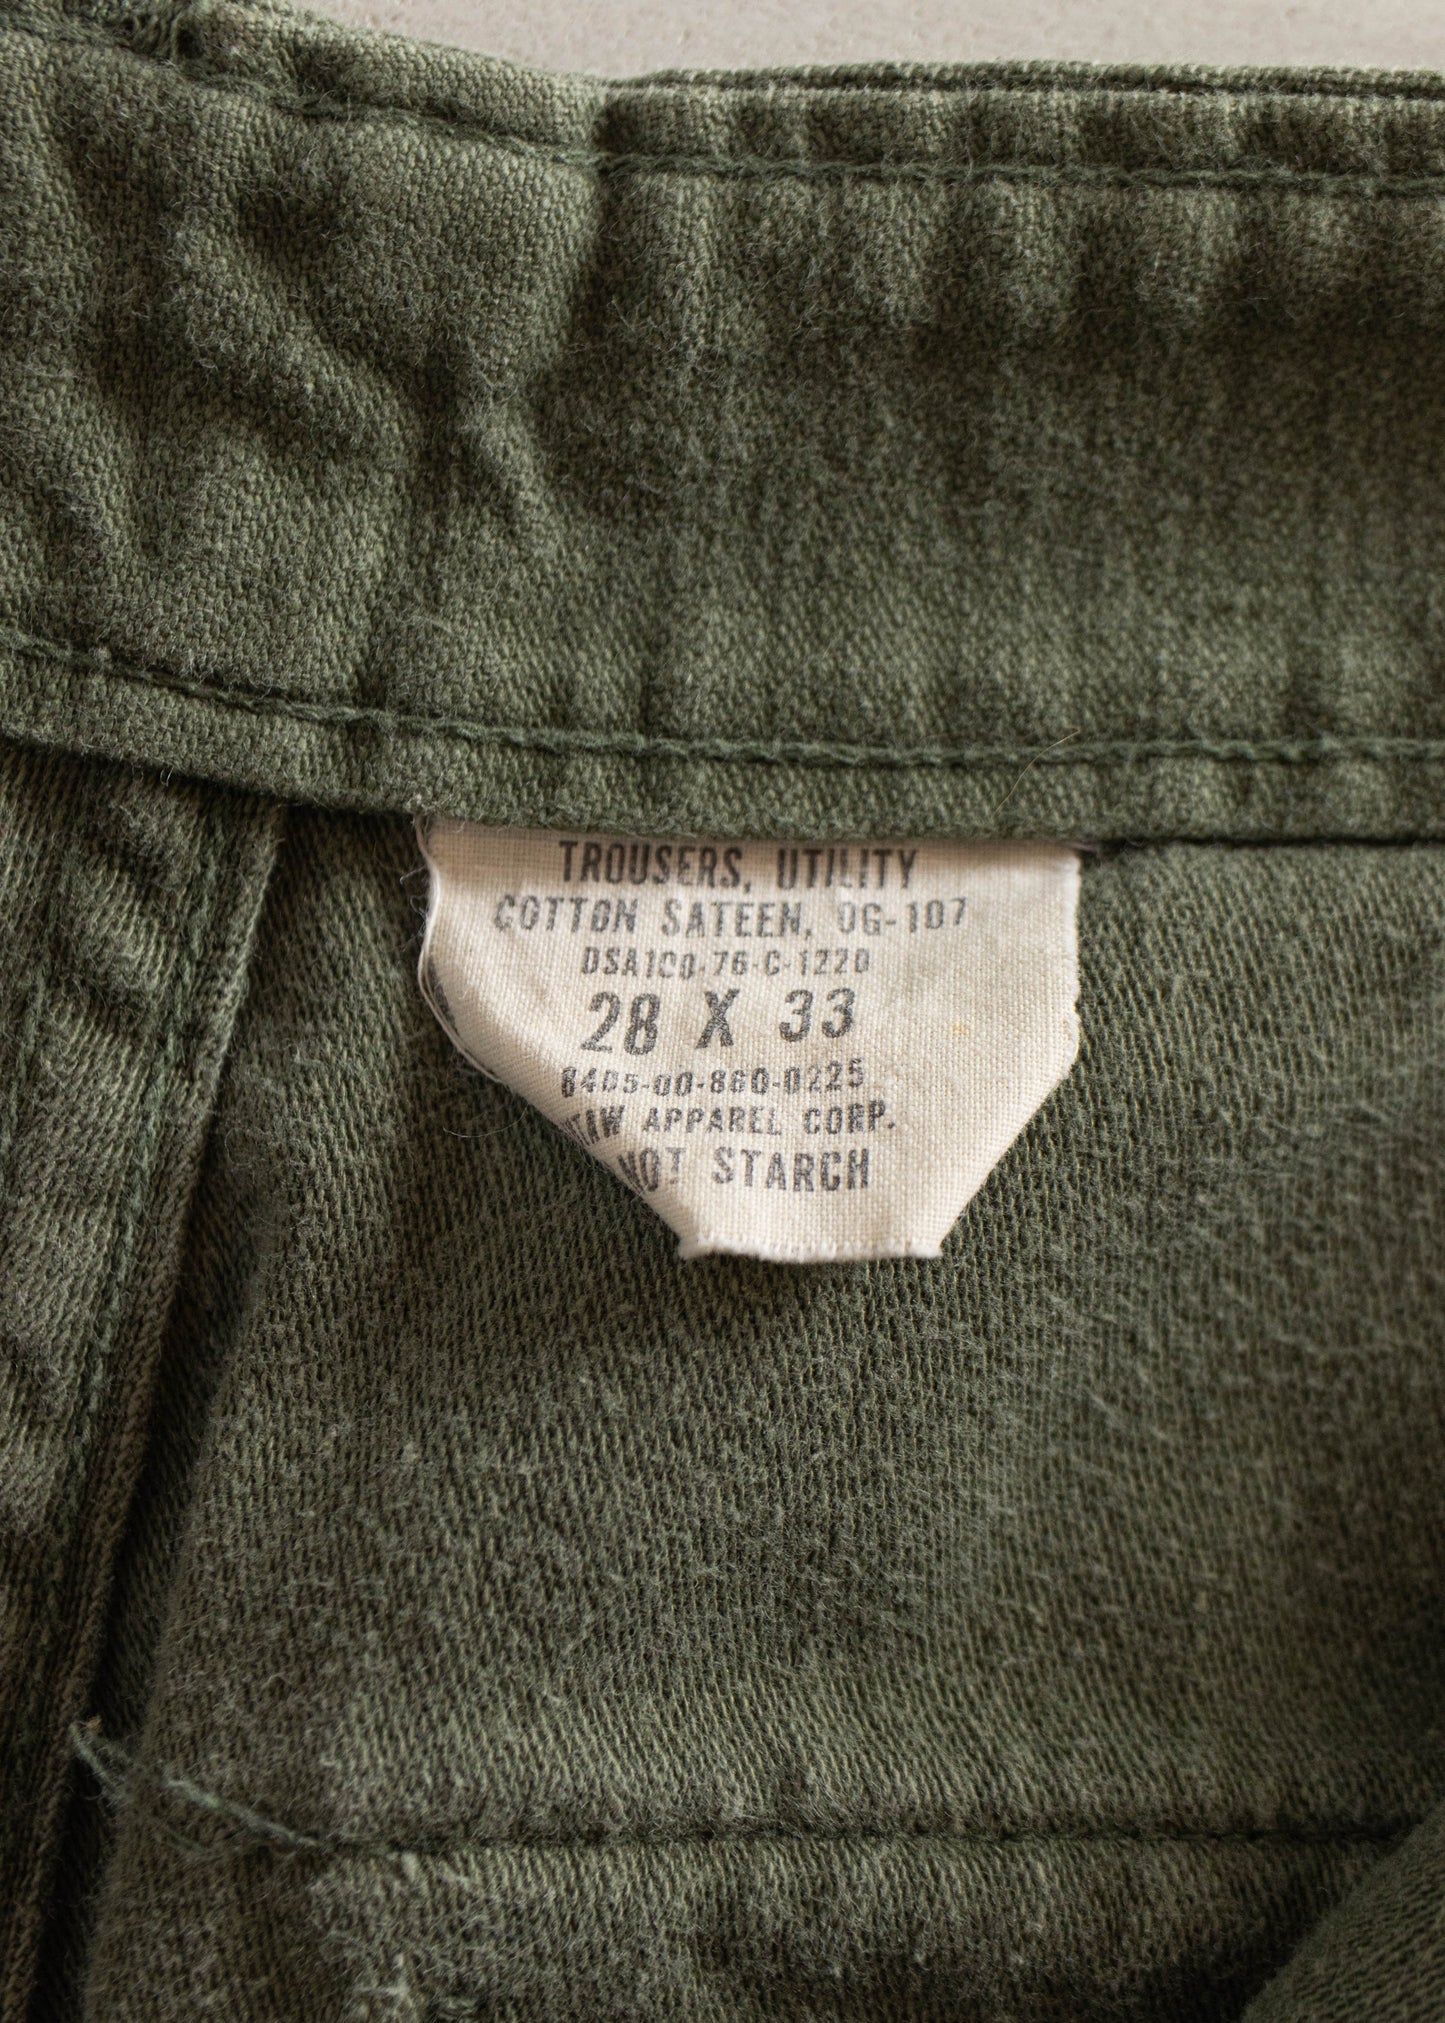 TROUSERS, UTILITY
COTTON SATEEN, OG-107
DSA100-76-C-1220
28 X 33
8405-00-860-0225
APPAREL CORP.
NOT STARCH